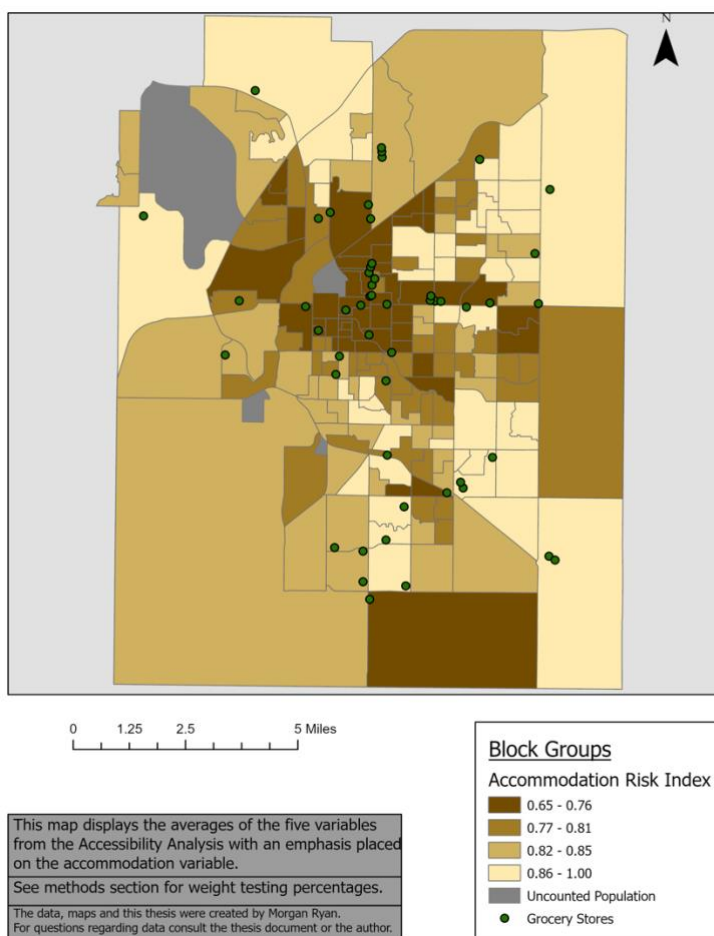 N
0 1.25 2.5 5 Miles
Block Groups
Accommodation Risk Index
0.65 - 0.76
0.77 - 0.81
0.82 - 0.85
0.86 - 1.00
Uncounted Population
Grocery Stores
This map displays the averages of the five variables
from the Accessibility Analysis with an emphasis placed
on the accommodation variable.
See methods section for weight testing percentages.
The data, maps and this thesis were created by Morgan Ryan.
For questions regarding data consult the thesis document or the author.